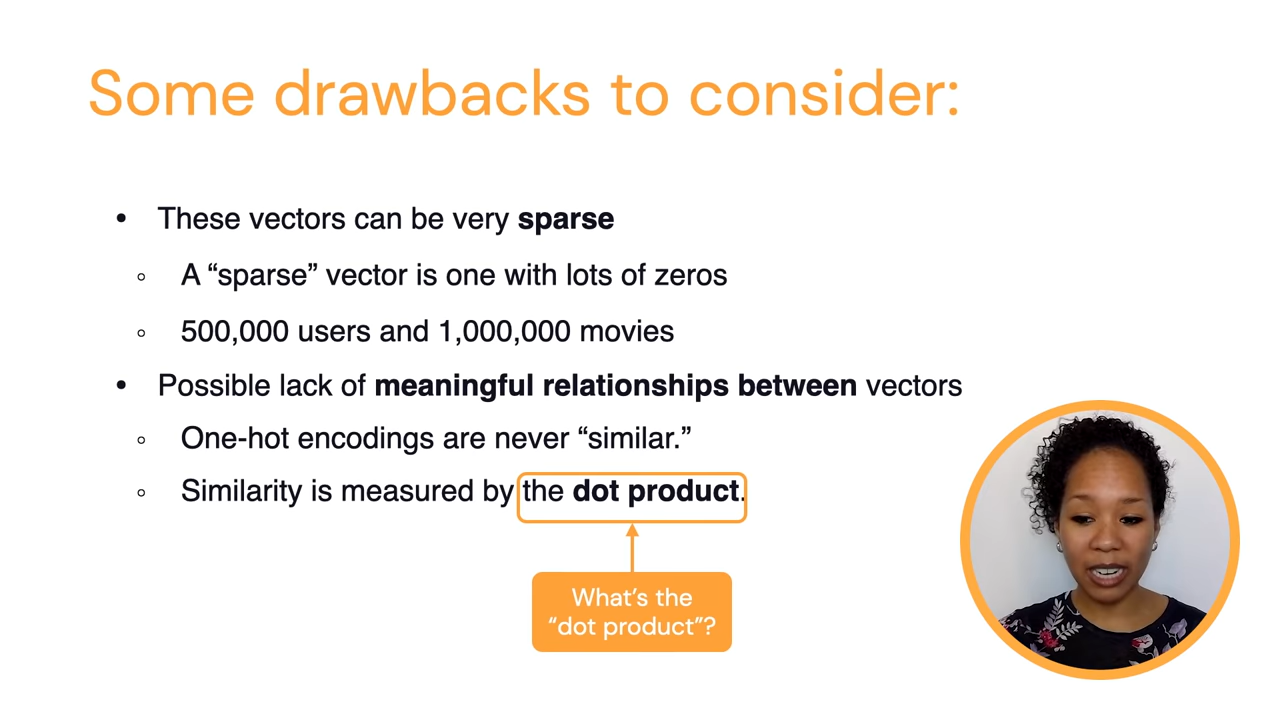 Some drawbacks to consider:
• These vectors can be very sparse
◦ A “sparse” vector is one with lots of zeros
◦ 500,000 users and 1,000,000 movies
• Possible lack of meaningful relationships between vectors
◦ One-hot encodings are never “similar.”
◦ Similarity is measured by the dot product.
What’s the
“dot product”?